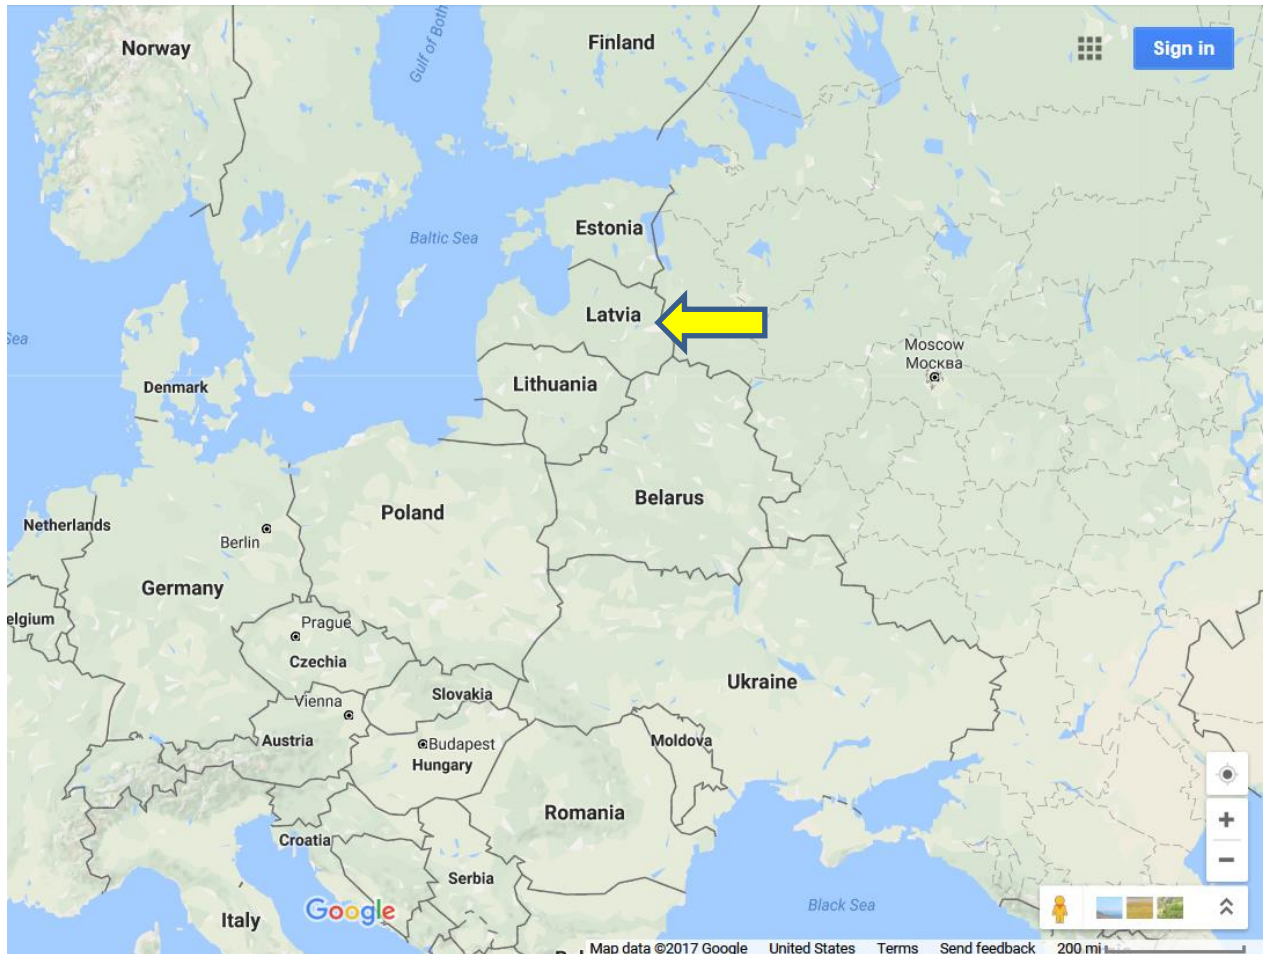 Norway
Finland
Sign in
Gulf of Both
Estonia
Baltic Sea
Latvia
Sea
Moscow
Москва
Denmark
Lithuania
Belarus
Poland
Netherlands
Berlin
Germany
elgium
Prague
Czechia
Ukraine
Slovakia
Vienna
Austria
Moldova
Budapest
Hungary
Romania
Croatia
Serbia
Black Sea
Google
Italy
Map data ©2017 Google United States Terms Send feedback 200 mi